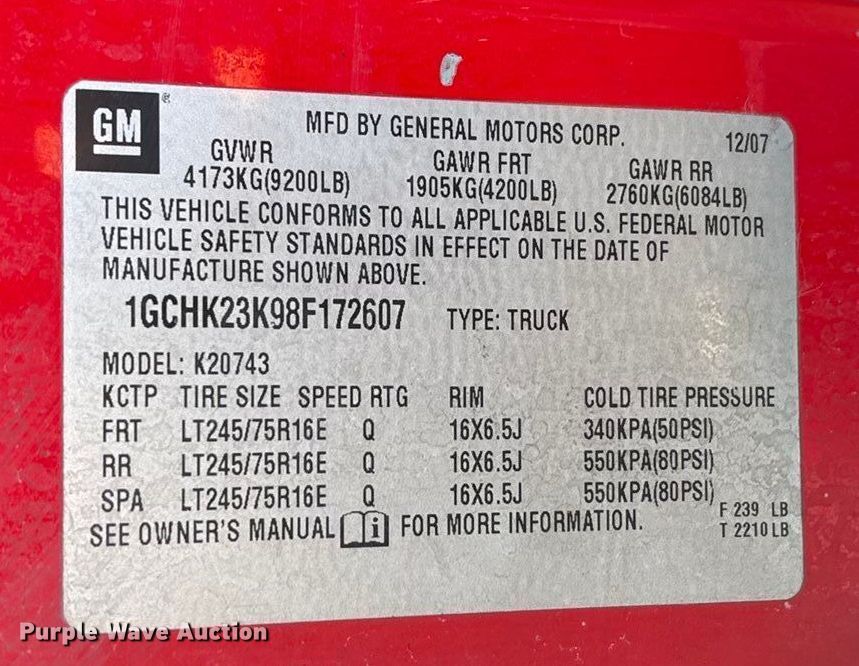 GM
MFD BY GENERAL MOTORS CORP. 12/07
GVWR GAWR FRT GAWR RR
4173KG(9200LB) 1905KG(4200LB) 2760KG(6084LB)
THIS VEHICLE CONFORMS TO ALL APPLICABLE U.S. FEDERAL MOTOR
VEHICLE SAFETY STANDARDS IN EFFECT ON THE DATE OF
MANUFACTURE SHOWN ABOVE.
1GCHK23K98F172607 TYPE: TRUCK
MODEL: K20743
KCTP TIRE SIZE SPEED RTG RIM COLD TIRE PRESSURE
FRT LT245/75R16E Q 16X6.5J 340KPA(50PSI)
RR LT245/75R16E Q 16X6.5J 550KPA(80PSI)
SPA LT245/75R16E Q 16X6.5J 550KPA(80PSI)
F 239 LB
SEE OWNER'S MANUAL i FOR MORE INFORMATION. T 2210 LB
Purple Wave Auction